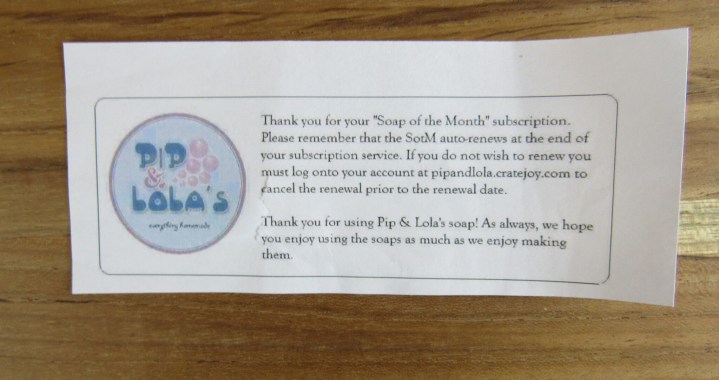 PIP
&
LOLA's
everything homemade
Thank you for your "Soap of the Month" subscription.
Please remember that the SotM auto-renews at the end of
your subscription service. If you do not wish to renew you
must log onto your account at pipandlola.cratejoy.com to
cancel the renewal prior to the renewal date.
Thank you for using Pip & Lola's soap! As always, we hope
you enjoy using the soaps as much as we enjoy making
them.